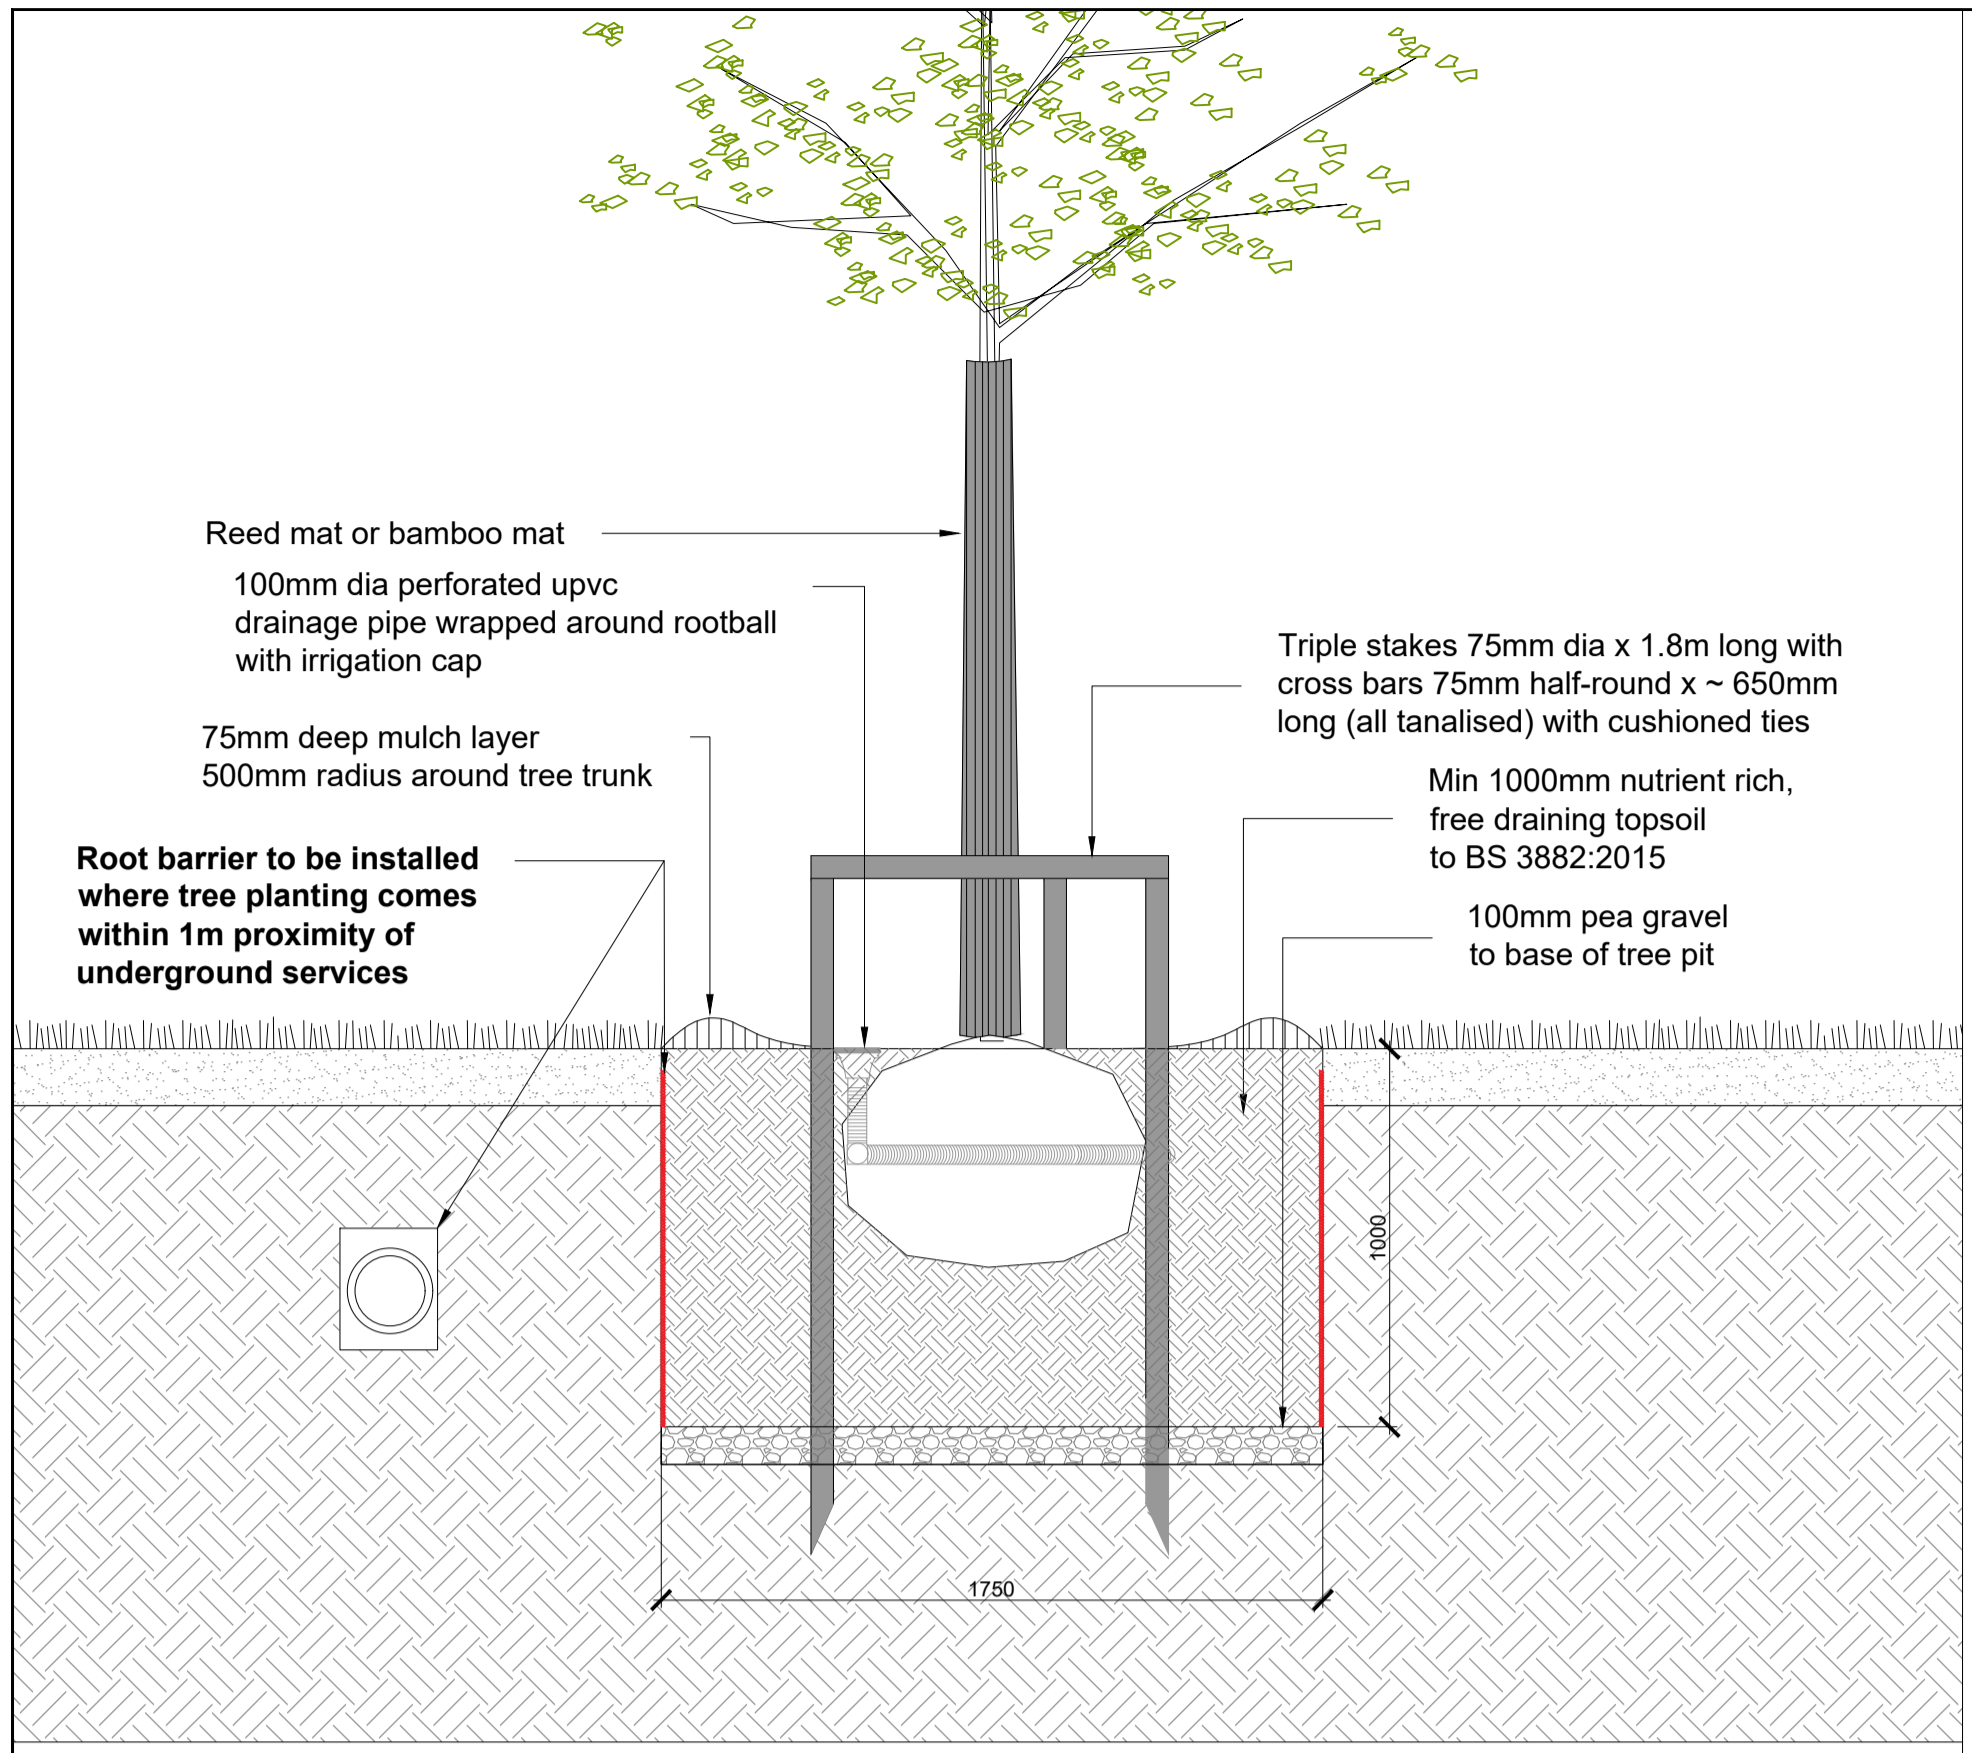 Reed mat or bamboo mat
100mm dia perforated upvc
drainage pipe wrapped around rootball
with irrigation cap
75mm deep mulch layer
500mm radius around tree trunk
Root barrier to be installed
where tree planting comes
within 1m proximity of
underground services
Triple stakes 75mm dia x 1.8m long with
cross bars 75mm half-round x ~ 650mm
long (all tanalised) with cushioned ties
Min 1000mm nutrient rich,
free draining topsoil
to BS 3882:2015
100mm pea gravel
to base of tree pit
1000
1750